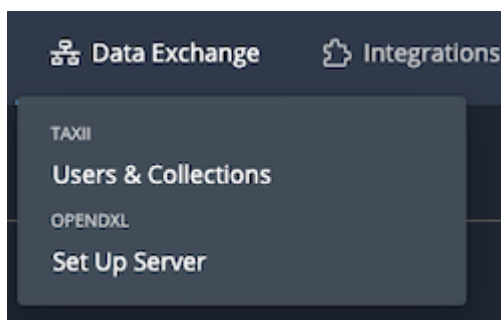 Data Exchange Integrations
TAXII
Users & Collections
OPENDXL
Set Up Server